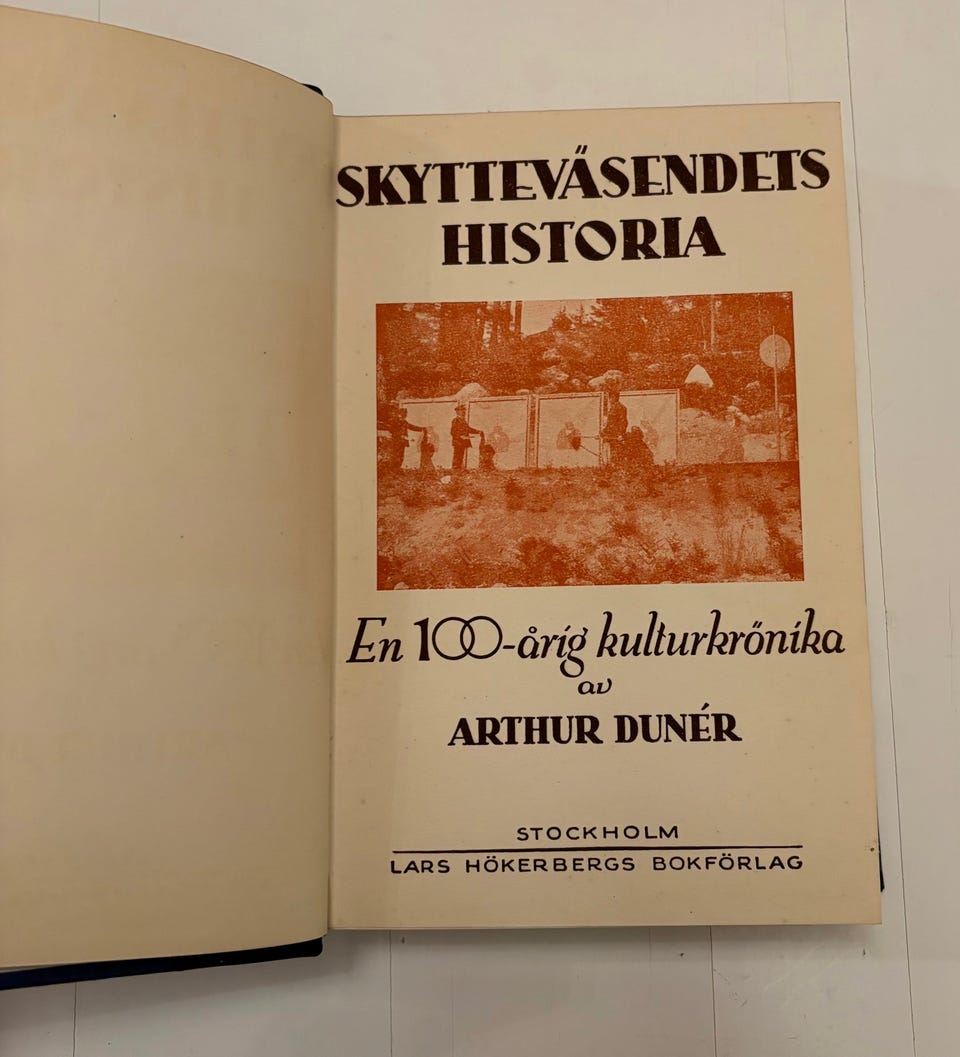 SKYTTEVÄSENDETS
HISTORIA
En 100-årig kulturkrönika
av
ARTHUR DUNÉR
STOCKHOLM
LARS HÖKERBERGS BOKFÖRLAG